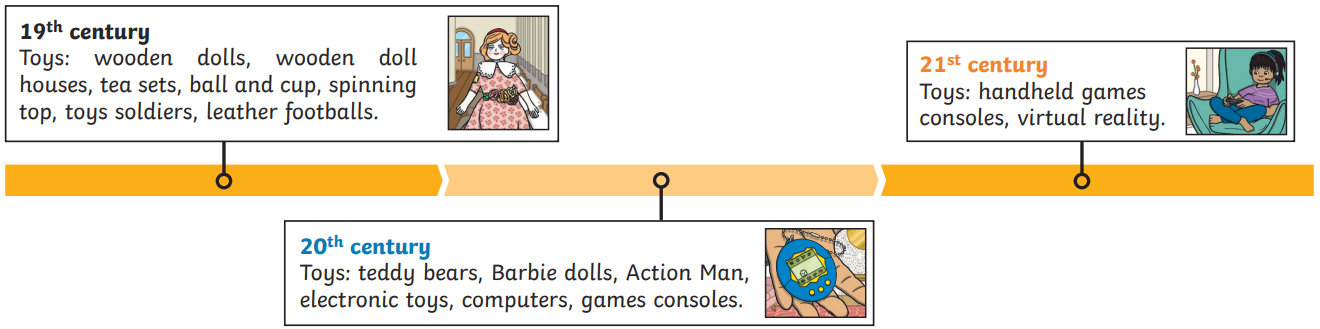 19th century
Toys: wooden dolls, wooden doll
houses, tea sets, ball and cup, spinning
top, toys soldiers, leather footballs.
20th century
Toys: teddy bears, Barbie dolls, Action Man,
electronic toys, computers, games consoles.
21st century
Toys: handheld games
consoles, virtual reality.